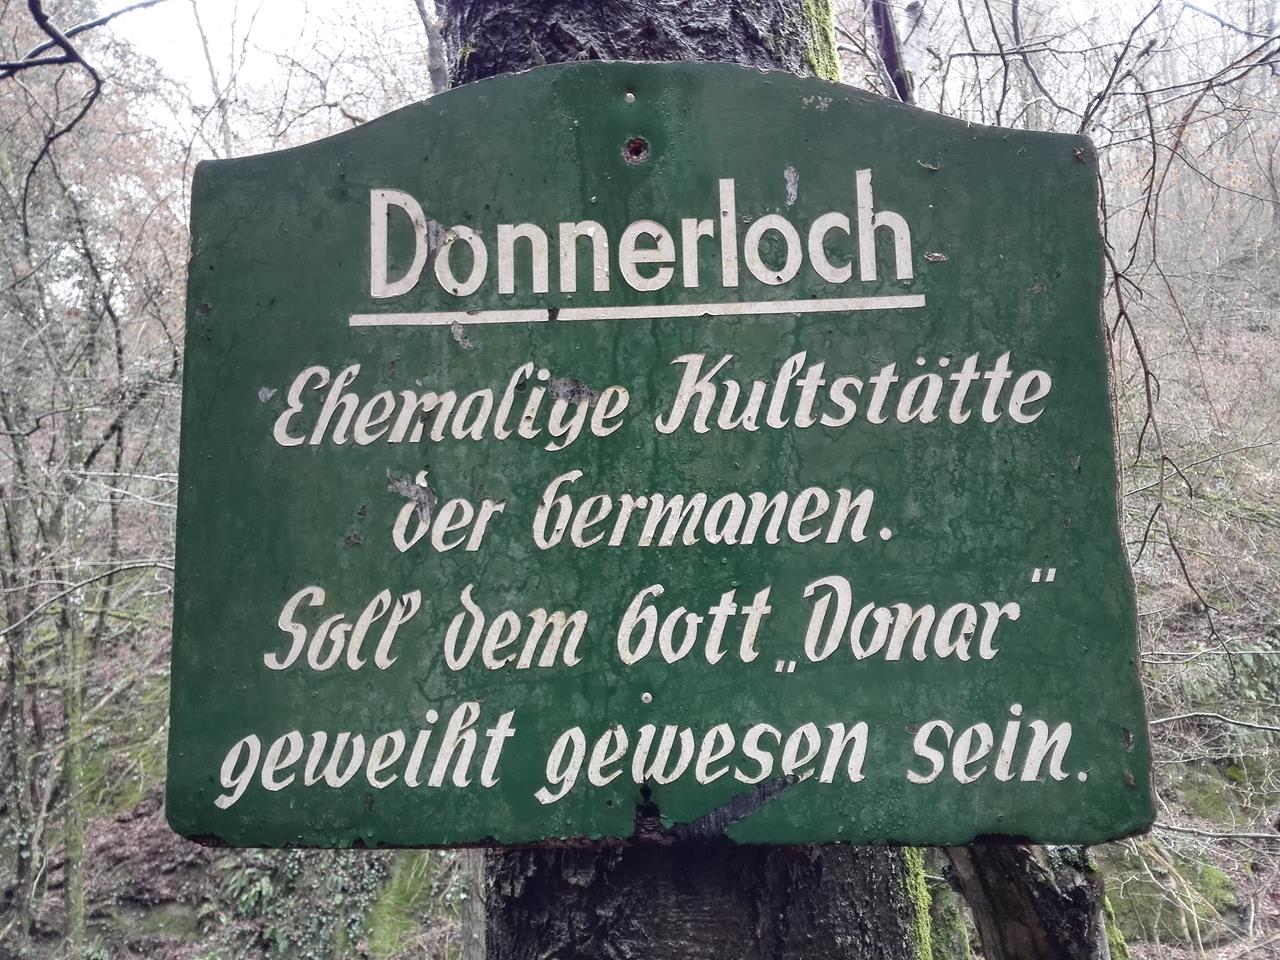 Donnerloch
Ehemalige Kultstätte
der Germanen.
Soll dem Gott „Donar"
geweiht gewesen sein.